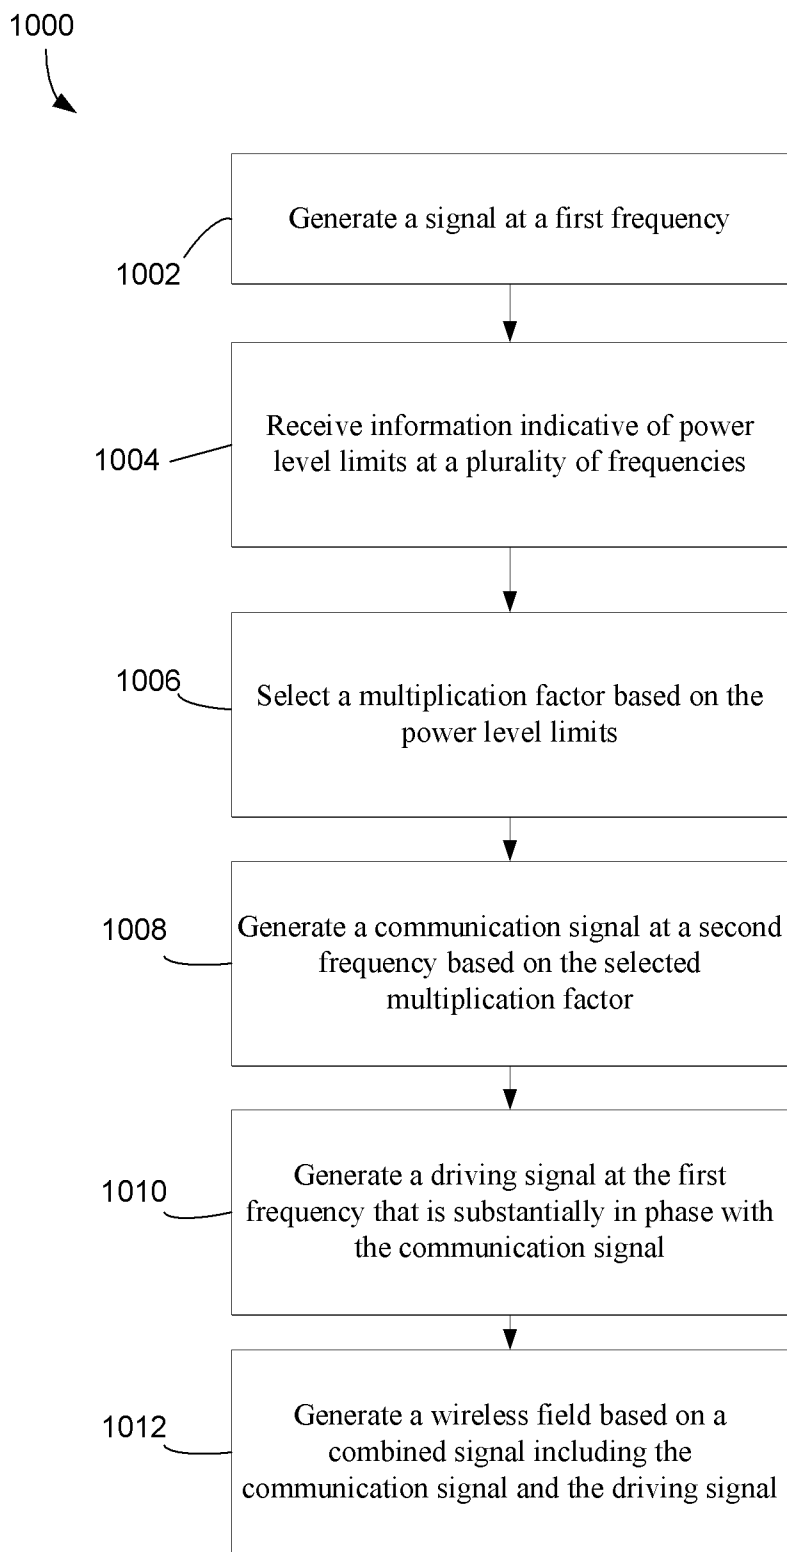 1000
Generate a signal at a first frequency
1002
Receive information indicative of power
level limits at a plurality of frequencies
1004
Select a multiplication factor based on the
power level limits
1006
Generate a communication signal at a second
frequency based on the selected
multiplication factor
1008
Generate a driving signal at the first
frequency that is substantially in phase with
the communication signal
1010
Generate a wireless field based on a
combined signal including the
communication signal and the driving signal
1012